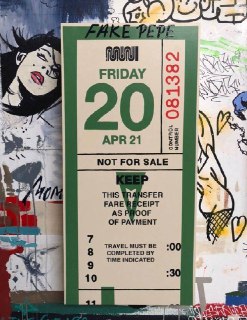 FAKE PEPE
FRIDAY
20
APR 21
081382
CONTROL
NUMBER
NOT FOR SALE
KEEP
THIS TRANSFER
FARE RECEIPT
AS PROOF
OF PAYMENT
TRAVEL MUST BE
COMPLETED BY
TIME INDICATED
7
8
9
10
11
:00
:30